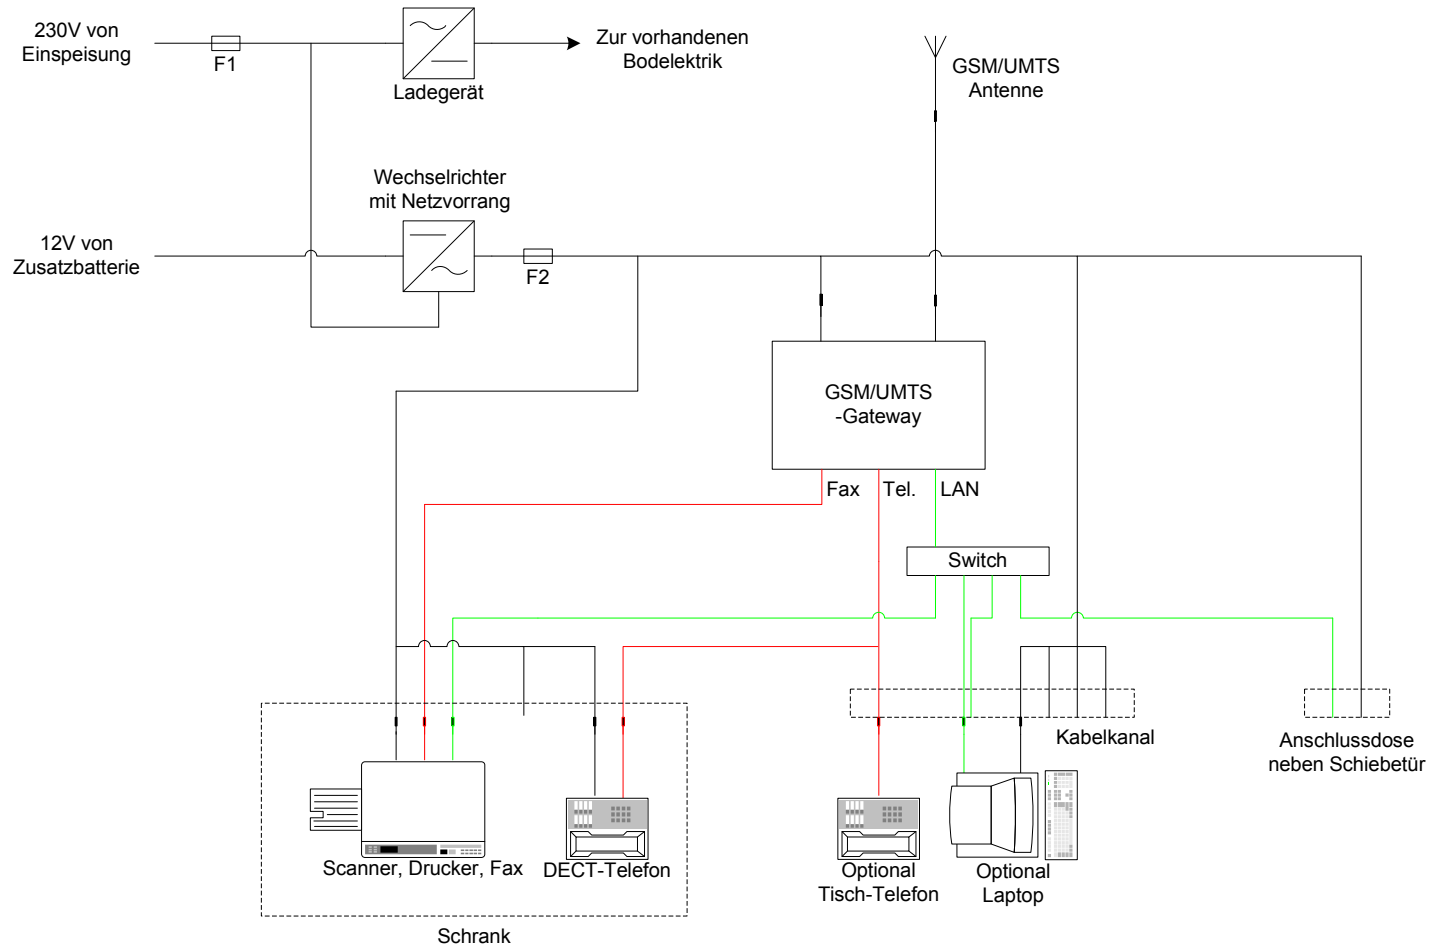 230V von
Einspeisung
F1
Ladegerät
Zur vorhandenen
Bodelektrik
GSM/UMTS
Antenne
Wechselrichter
mit Netzvorrang
12V von
Zusatzbatterie
F2
GSM/UMTS
-Gateway
Fax
Tel.
LAN
Switch
Kabelkanal
Anschlussdose
neben Schiebetür
Scanner, Drucker, Fax
DECT-Telefon
Optional
Tisch-Telefon
Optional
Laptop
Schrank